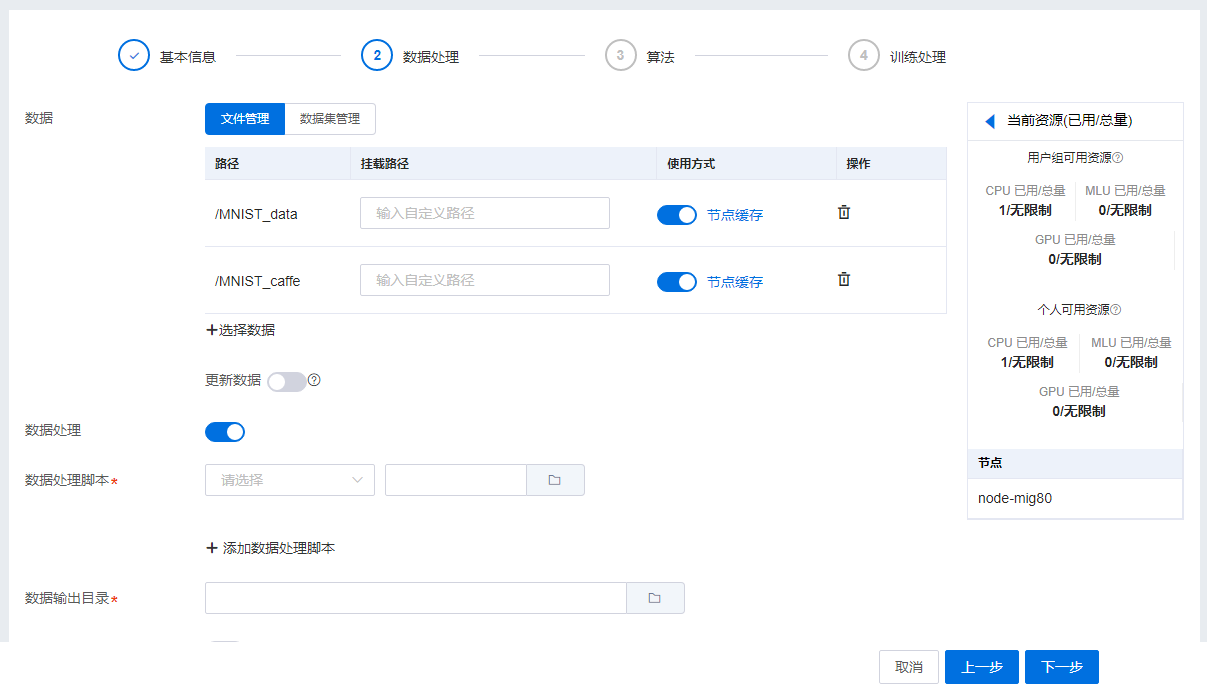 基本信息
2 数据处理
3 算法
4 训练处理
数据
文件管理 数据集管理
路径 挂载路径 使用方式 操作
/MNIST_data 输入自定义路径 节点缓存
/MNIST_caffe 输入自定义路径 节点缓存
+选择数据
更新数据 ?
数据处理
数据处理脚本* 请选择
+ 添加数据处理脚本
数据输出目录*
当前资源(已用/总量)
用户组可用资源?
CPU 已用/总量 MLU 已用/总量
1/无限制 0/无限制
GPU 已用/总量
0/无限制
个人可用资源?
CPU 已用/总量 MLU 已用/总量
1/无限制 0/无限制
GPU 已用/总量
0/无限制
节点
node-mig80
取消 上一步 下一步